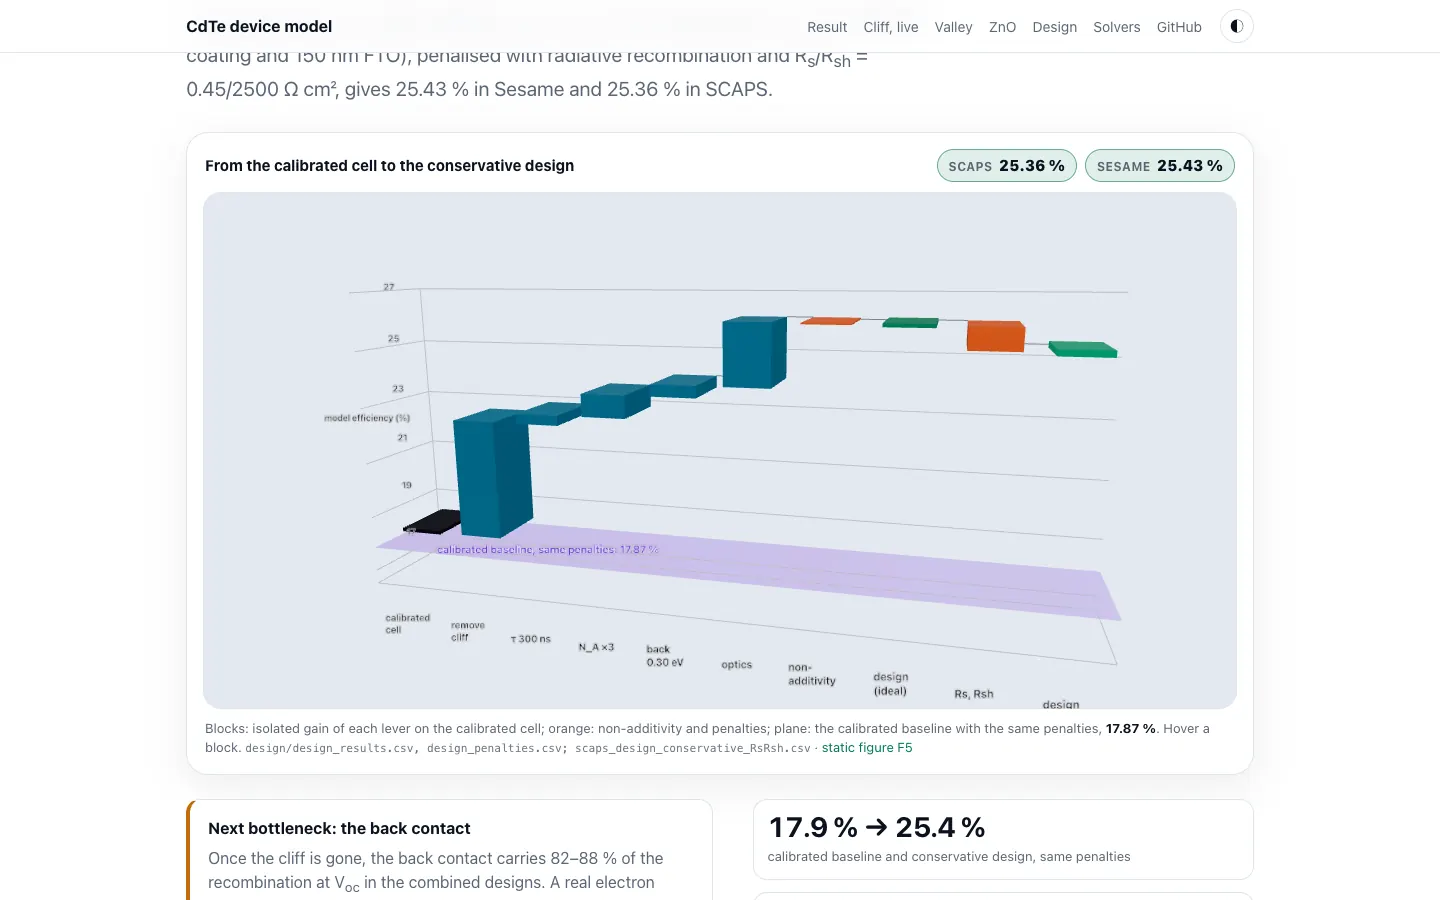 CdTe device model
Result
Cliff, live
Valley
ZnO
Design
Solvers
GitHub
coating and 150 nm FTO), penalised with radiative recombination and Rs/Rsh =
0.45/2500 Ω cm², gives 25.43 % in Sesame and 25.36 % in SCAPS.
From the calibrated cell to the conservative design
SCAPS 25.36 %
SESAME 25.43 %
27
25
23
model efficiency (%)
21
19
17
calibrated baseline, same penalties: 17.87 %
calibrated
cell
remove
cliff
τ 300 ns
N_A ×3
back
0.30 eV
optics
non-
additivity
design
(ideal)
Rs, Rsh
design
Blocks: isolated gain of each lever on the calibrated cell; orange: non-additivity and penalties; plane: the calibrated baseline with the same penalties, 17.87 %. Hover a
block. design/design_results.csv, design_penalties.csv; scaps_design_conservative_RsRsh.csv · static figure F5
Next bottleneck: the back contact
Once the cliff is gone, the back contact carries 82–88 % of the
recombination at Voc in the combined designs. A real electron
17.9 % → 25.4 %
calibrated baseline and conservative design, same penalties